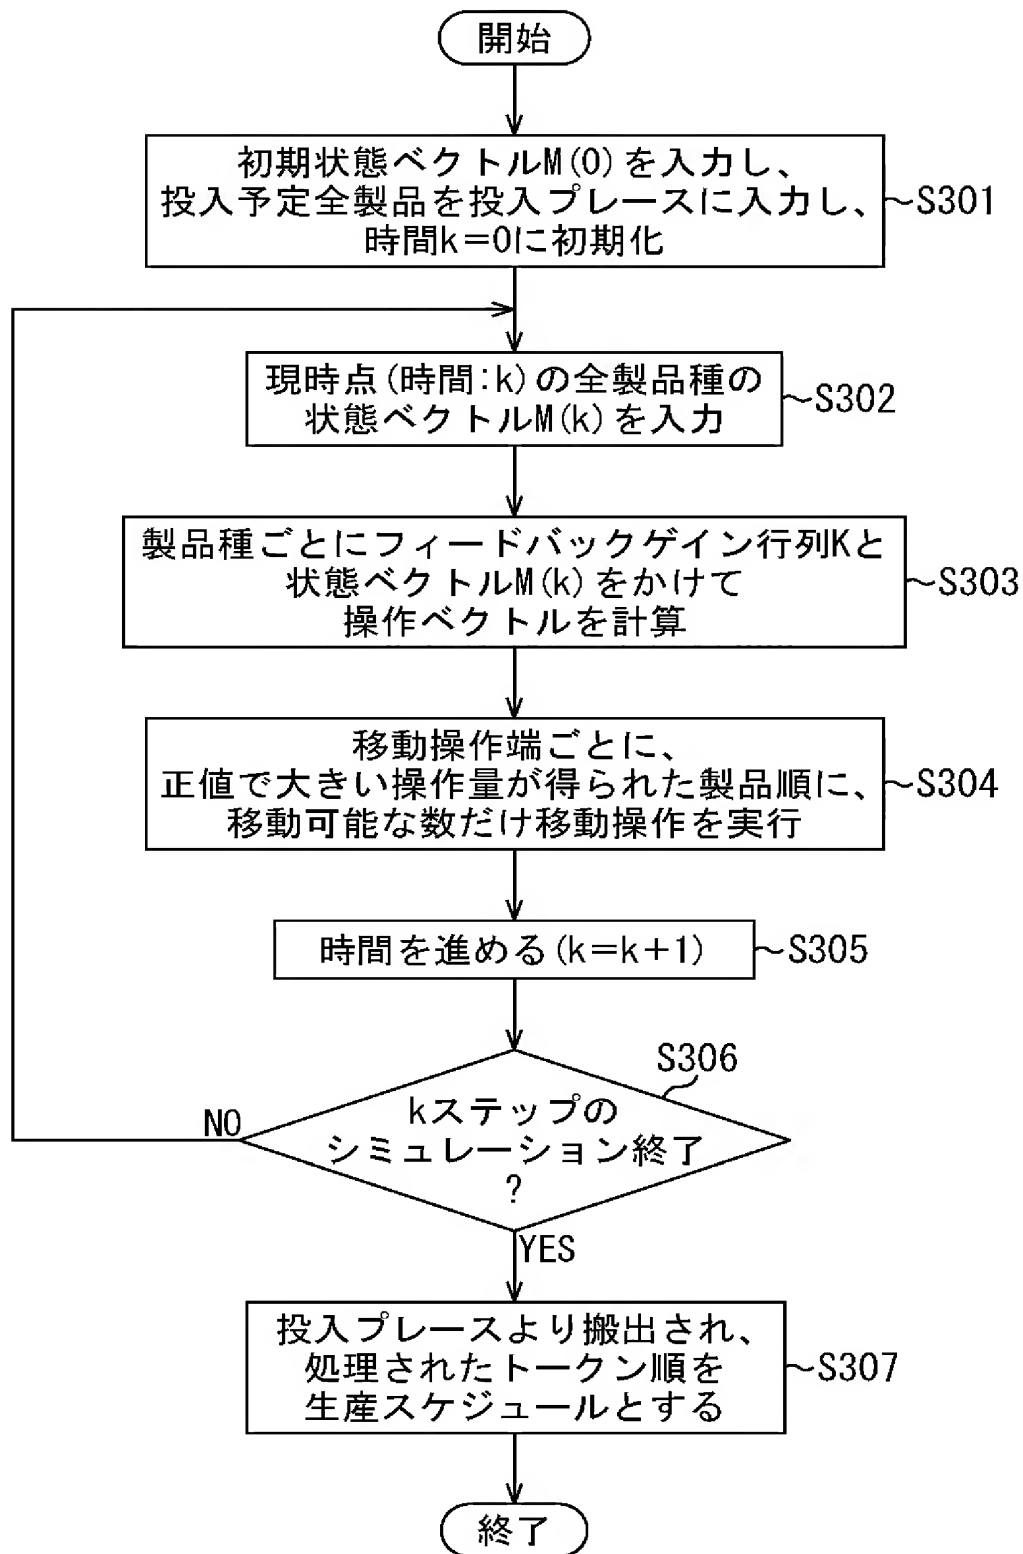 開始
初期状態ベクトルM(0)を入力し、
投入予定全製品を投入プレースに入力し、
時間k=0に初期化
S301
現時点(時間:k)の全製品種の
状態ベクトルM(k)を入力
S302
製品種ごとにフィードバックゲイン行列Kと
状態ベクトルM(k)をかけて
操作ベクトルを計算
S303
移動操作端ごとに、
正値で大きい操作量が得られた製品順に、
移動可能な数だけ移動操作を実行
S304
時間を進める(k=k+1)
S305
S306
kステップの
シミュレーション終了
?
NO
YES
投入プレースより搬出され、
処理されたトークン順を
生産スケジュールとする
S307
終了